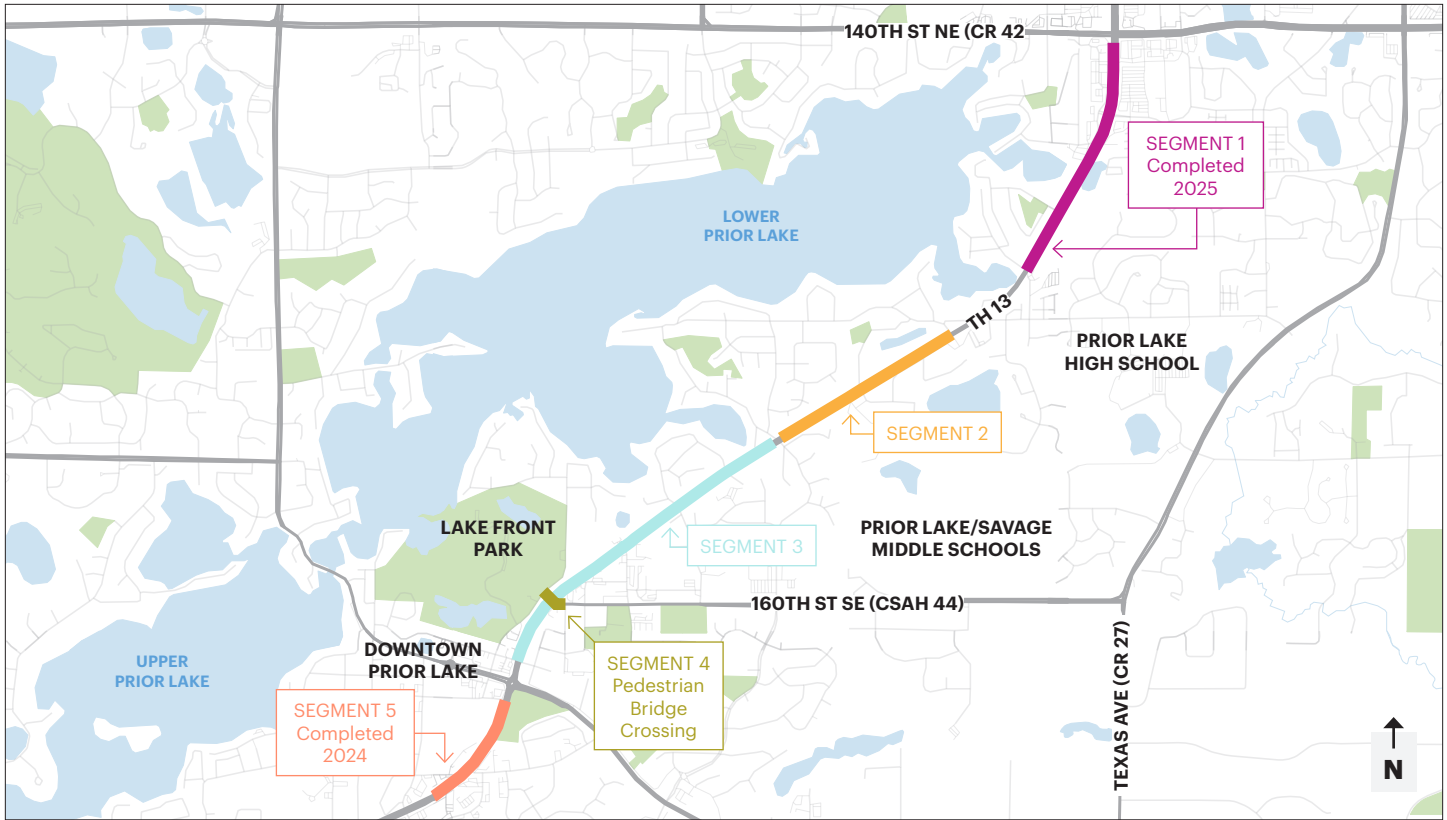 140TH ST NE (CR 42
SEGMENT 1
Completed
2025
LOWER
PRIOR LAKE
TH 13
PRIOR LAKE
HIGH SCHOOL
SEGMENT 2
LAKE FRONT
PARK
SEGMENT 3
PRIOR LAKE/SAVAGE
MIDDLE SCHOOLS
160TH ST SE (CSAH 44)
DOWNTOWN
PRIOR LAKE
UPPER
PRIOR LAKE
SEGMENT 4
Pedestrian
Bridge
Crossing
SEGMENT 5
Completed
2024
TEXAS AVE (CR 27)
N